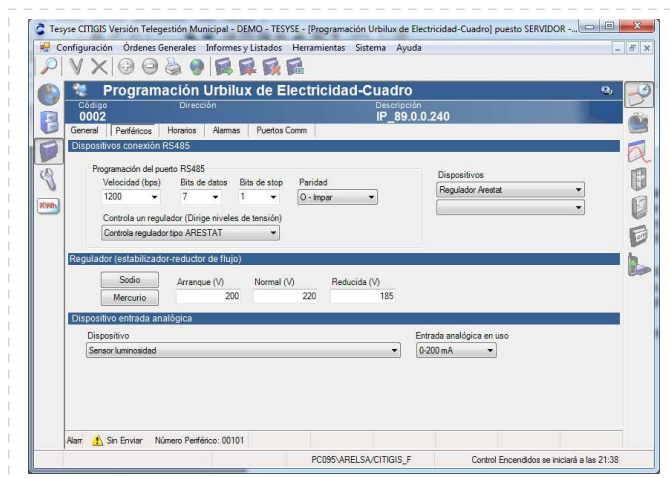 Tesyse CITIGIS Versión Telegestión Municipal - DEMO - TESYSE - [Programación Urbilux de Electricidad-Cuadro] puesto SERVIDOR -...
Configuración Órdenes Generales Informes y Listados Herramientas Sistema Ayuda
Programación Urbilux de Electricidad-Cuadro
Código Dirección Descripción
0002 IP_89.0.0.240
General Periféricos Horarios Alarmas Puertos Comm
Dispositivos conexión RS485
Programación del puerto RS485
Velocidad (bps) Bits de datos Bits de stop Paridad Dispositivos
1200 7 1 O - Impar Regulador Arestat
Controla un regulador (Dirige niveles de tensión)
Controla regulador tipo ARESTAT
Regulador (estabilizador-reductor de flujo)
Sodio Arranque (V) Normal (V) Reducida (V)
Mercurio 200 220 185
Dispositivo entrada analógica
Dispositivo Entrada analógica en uso
Sensor luminosidad 0-200 mA
Alarr Sin Enviar Número Periférico: 00101
PC095\ARELSA/CITIGIS_F Control Encendidos se iniciará a las 21:38